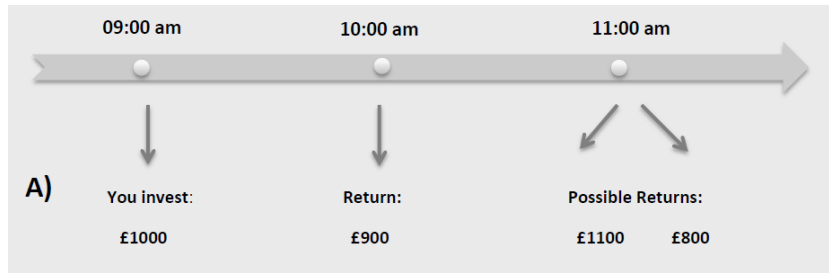 09:00 am 10:00 am 11:00 am
A)
You invest: Return: Possible Returns:
£1000 £900 £1100 £800